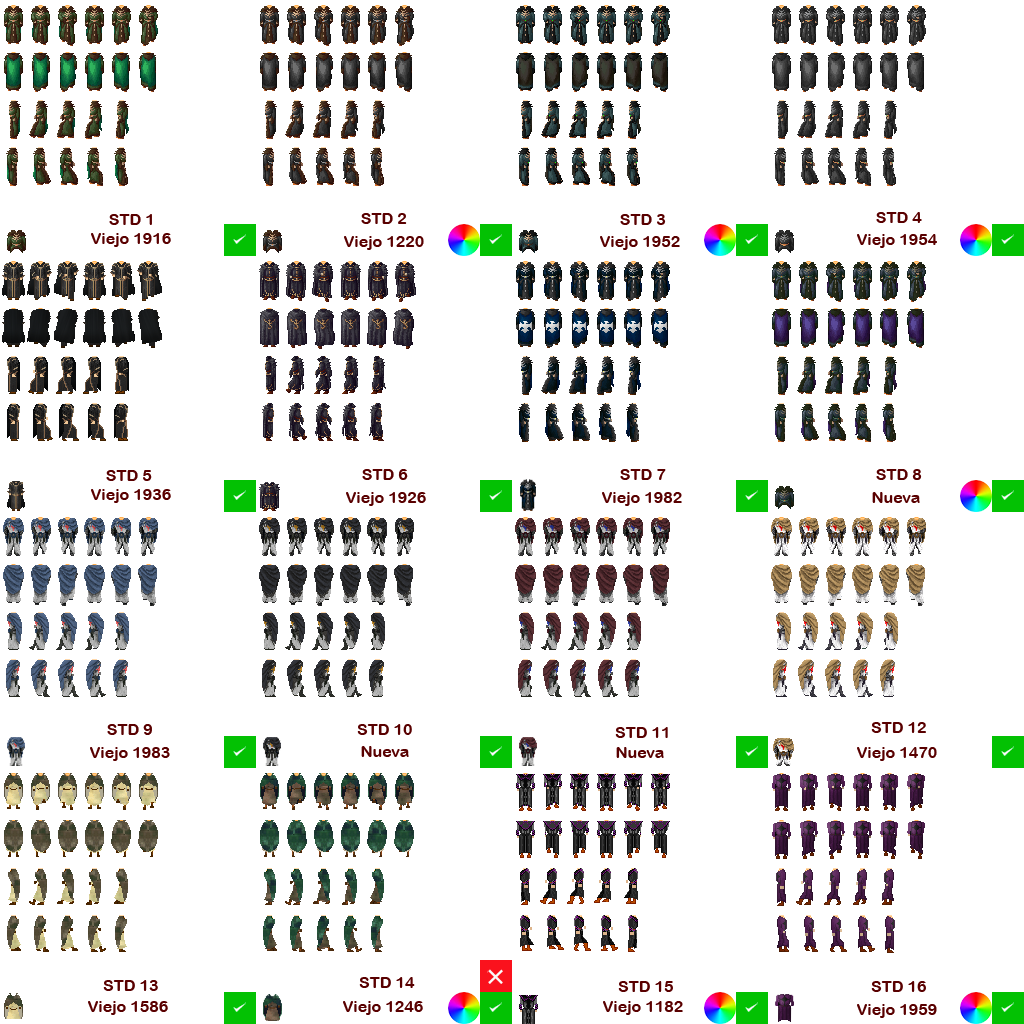 STD 1
Viejo 1916
STD 2
Viejo 1220
STD 3
Viejo 1952
STD 4
Viejo 1954
STD 5
Viejo 1936
STD 6
Viejo 1926
STD 7
Viejo 1982
STD 8
Nueva
STD 9
Viejo 1983
STD 10
Nueva
STD 11
Nueva
STD 12
Viejo 1470
STD 13
Viejo 1586
STD 14
Viejo 1246
STD 15
Viejo 1182
STD 16
Viejo 1959